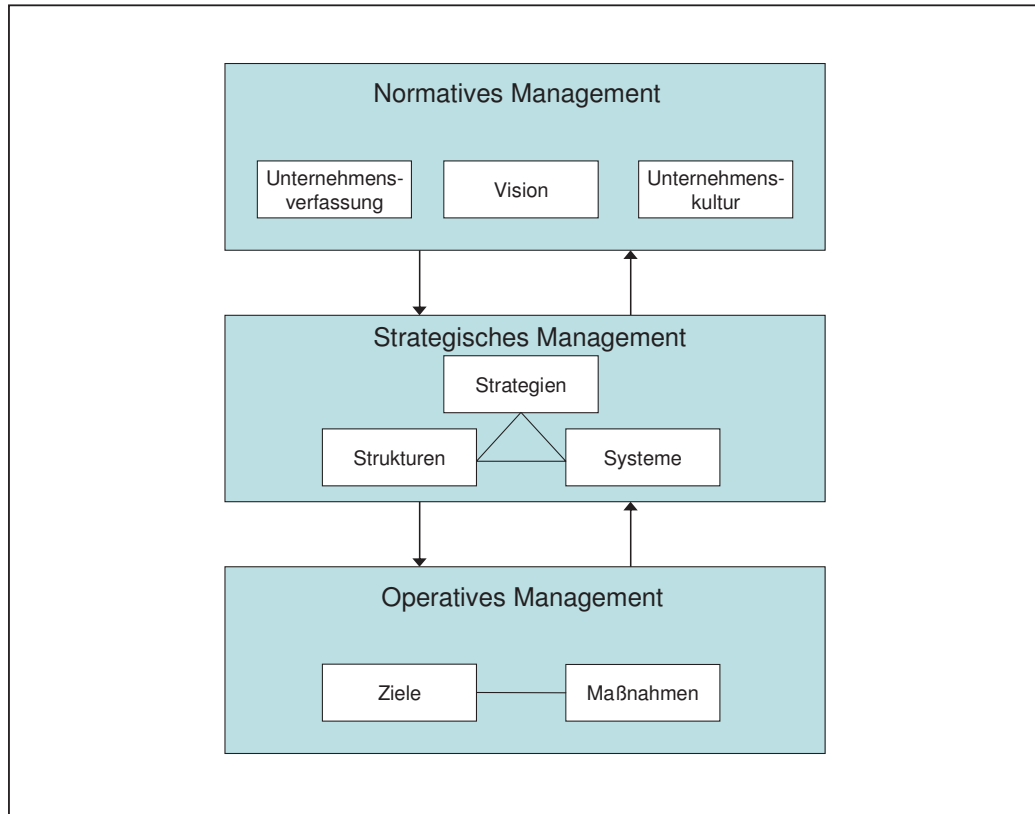 Normatives Management
Unternehmens-
verfassung
Vision
Unternehmens-
kultur
Strategisches Management
Strategien
Strukturen
Systeme
Operatives Management
Ziele
Maßnahmen